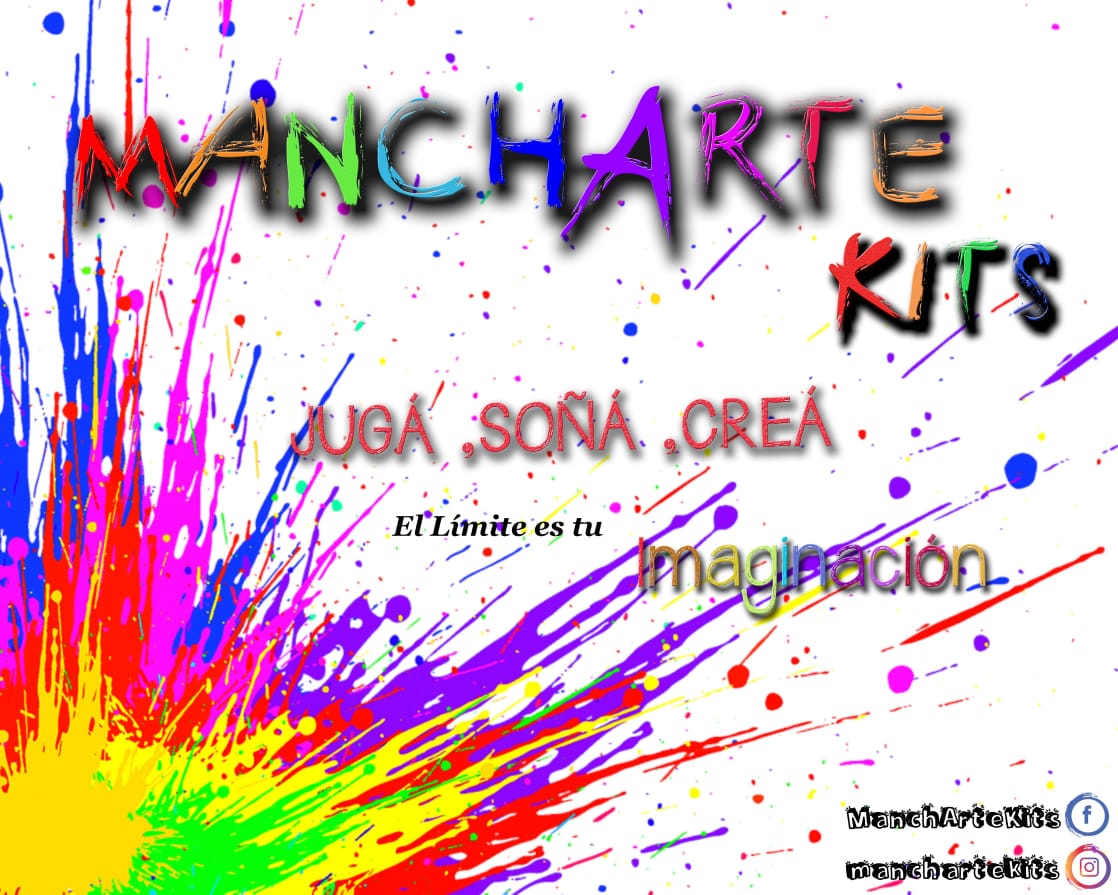 MANCHARTE
KITS
JUGÁ ,SOÑÁ ,CREÁ
El Límite es tu
Imaginación
ManchArteKits
manchartekits